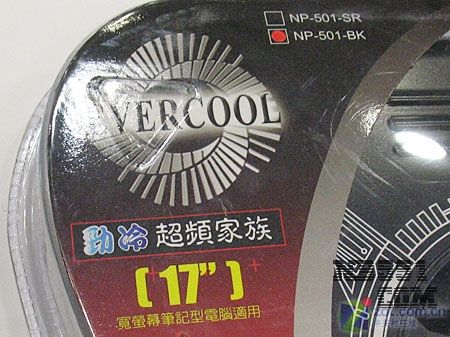 NP-501-SR
NP-501-BK
VERCOOL
勁冷 超頻家族
(17")+
寬螢幕筆記型電腦適用